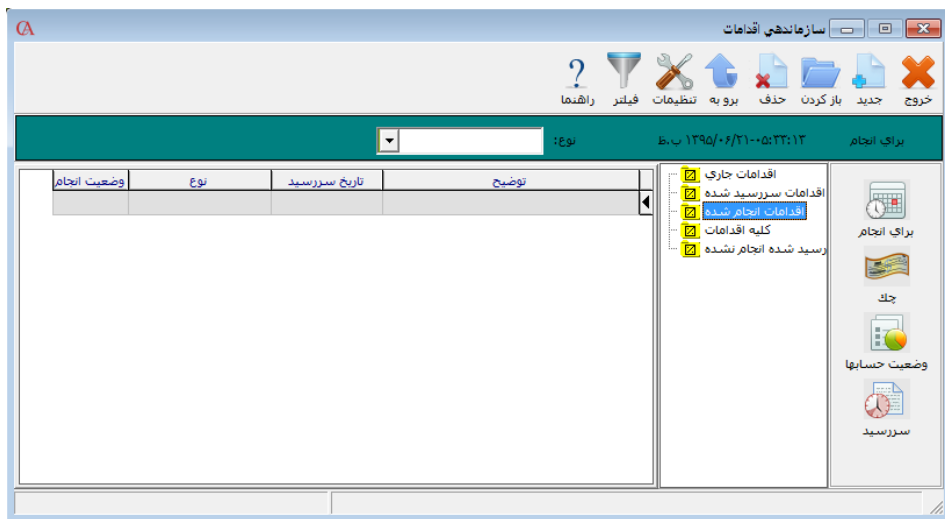 سازماندهي اقدامات
خروج
جديد
باز كردن
حذف
برو به
تنظيمات
فيلتر
راهنما
براي انجام
۱۳۹۵/۰۶/۲۱-۰۵:۳۳:۱۳ ب.ظ
نوع:
براي انجام
چك
وضعيت حسابها
سررسيد
اقدامات جاري
اقدامات سررسيد شده
اقدامات انجام شده
كليه اقدامات
رسيد شده انجام نشده
توضيح
تاريخ سررسيد
نوع
وضعيت انجام